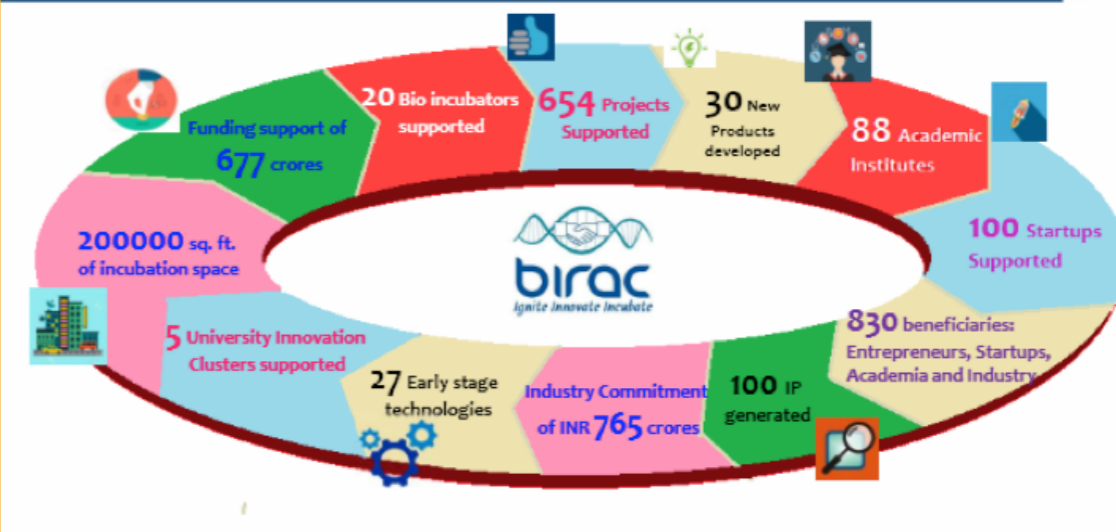 20 Bio incubators
supported
654 Projects
Supported
30 New
Products
developed
88 Academic
Institutes
100 Startups
Supported
830 beneficiaries:
Entrepreneurs, Startups,
Academia and Industry
100 IP
generated
Industry Commitment
of INR 765 crores
27 Early stage
technologies
5 University Innovation
Clusters supported
200000 sq. ft.
of incubation space
Funding support of
677 crores
birac
Ignite Innovate Incubate